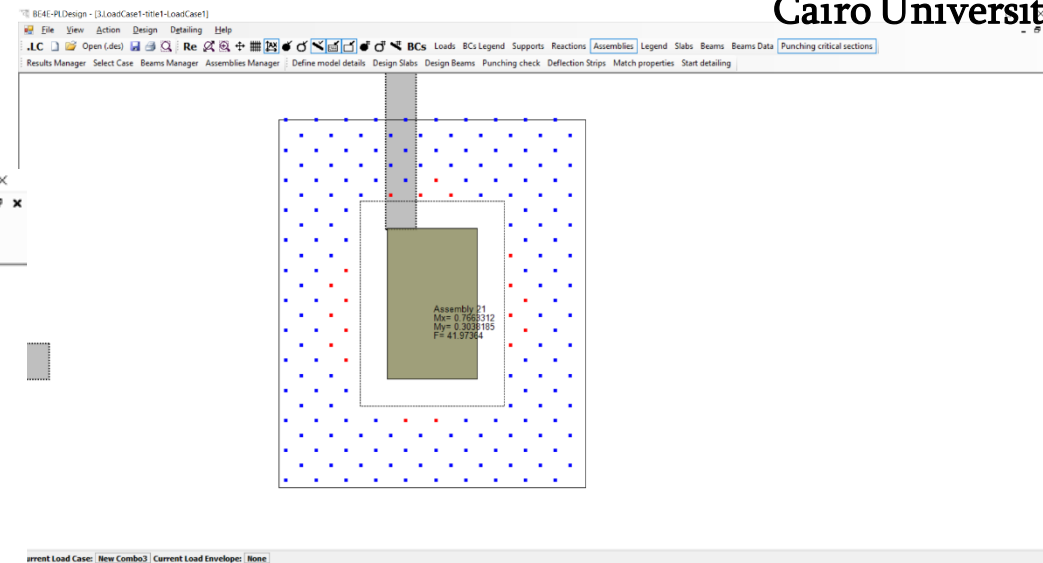 Cairo Universit
BE4E-PLDesign - [3.LoadCase1-title1-LoadCase1]
File View Action Design Detailing Help
.LC Open (.des) Re BCs Loads BCs Legend Supports Reactions Assemblies Legend Slabs Beams Beams Data Punching critical sections
Results Manager Select Case Beams Manager Assemblies Manager Define model details Design Slabs Design Beams Punching check Deflection Strips Match properties Start detailing
Assembly 21
Mx= 0.7663312
My= 0.3038185
F= 41.97364
urrent Load Case: New Combo3 Current Load Envelope: None